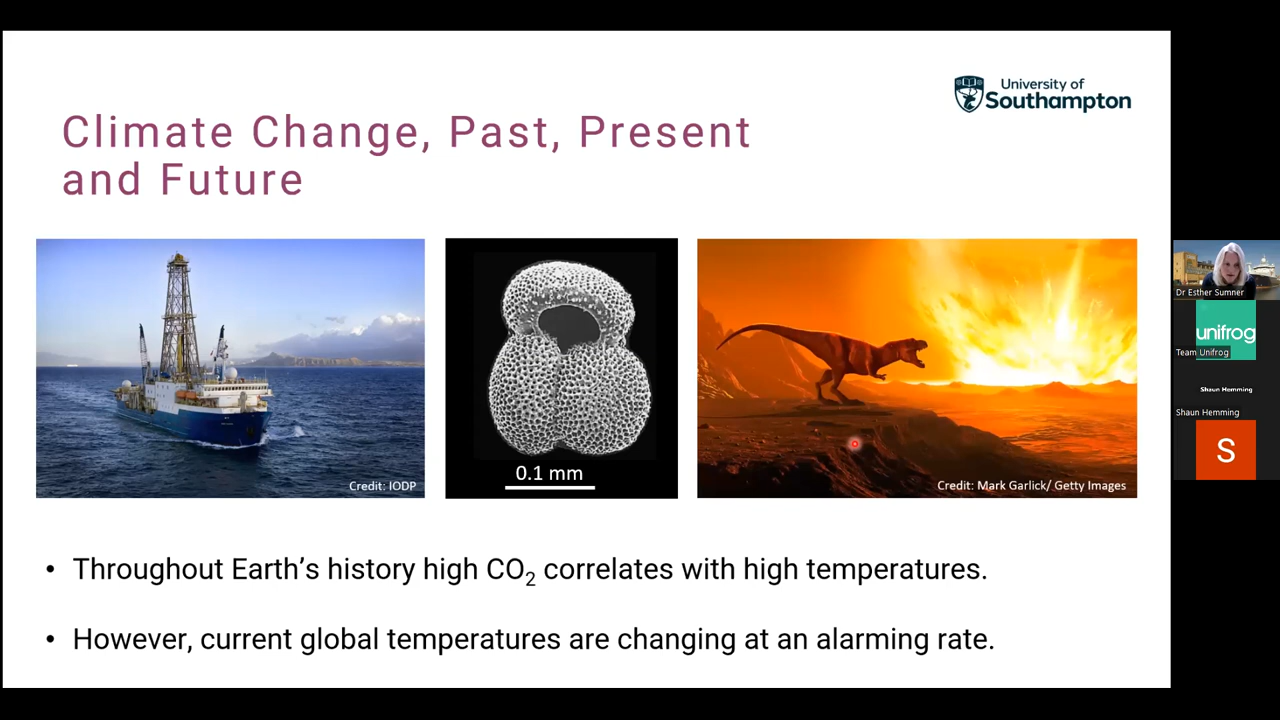 University of
Southampton
Climate Change, Past, Present
and Future
Credit: IODP
0.1 mm
Credit: Mark Garlick/ Getty Images
• Throughout Earth’s history high CO₂ correlates with high temperatures.
• However, current global temperatures are changing at an alarming rate.
Dr Esther Sumner
unifrog
Team Unifrog
Shaun Hemming
Shaun Hemming
S